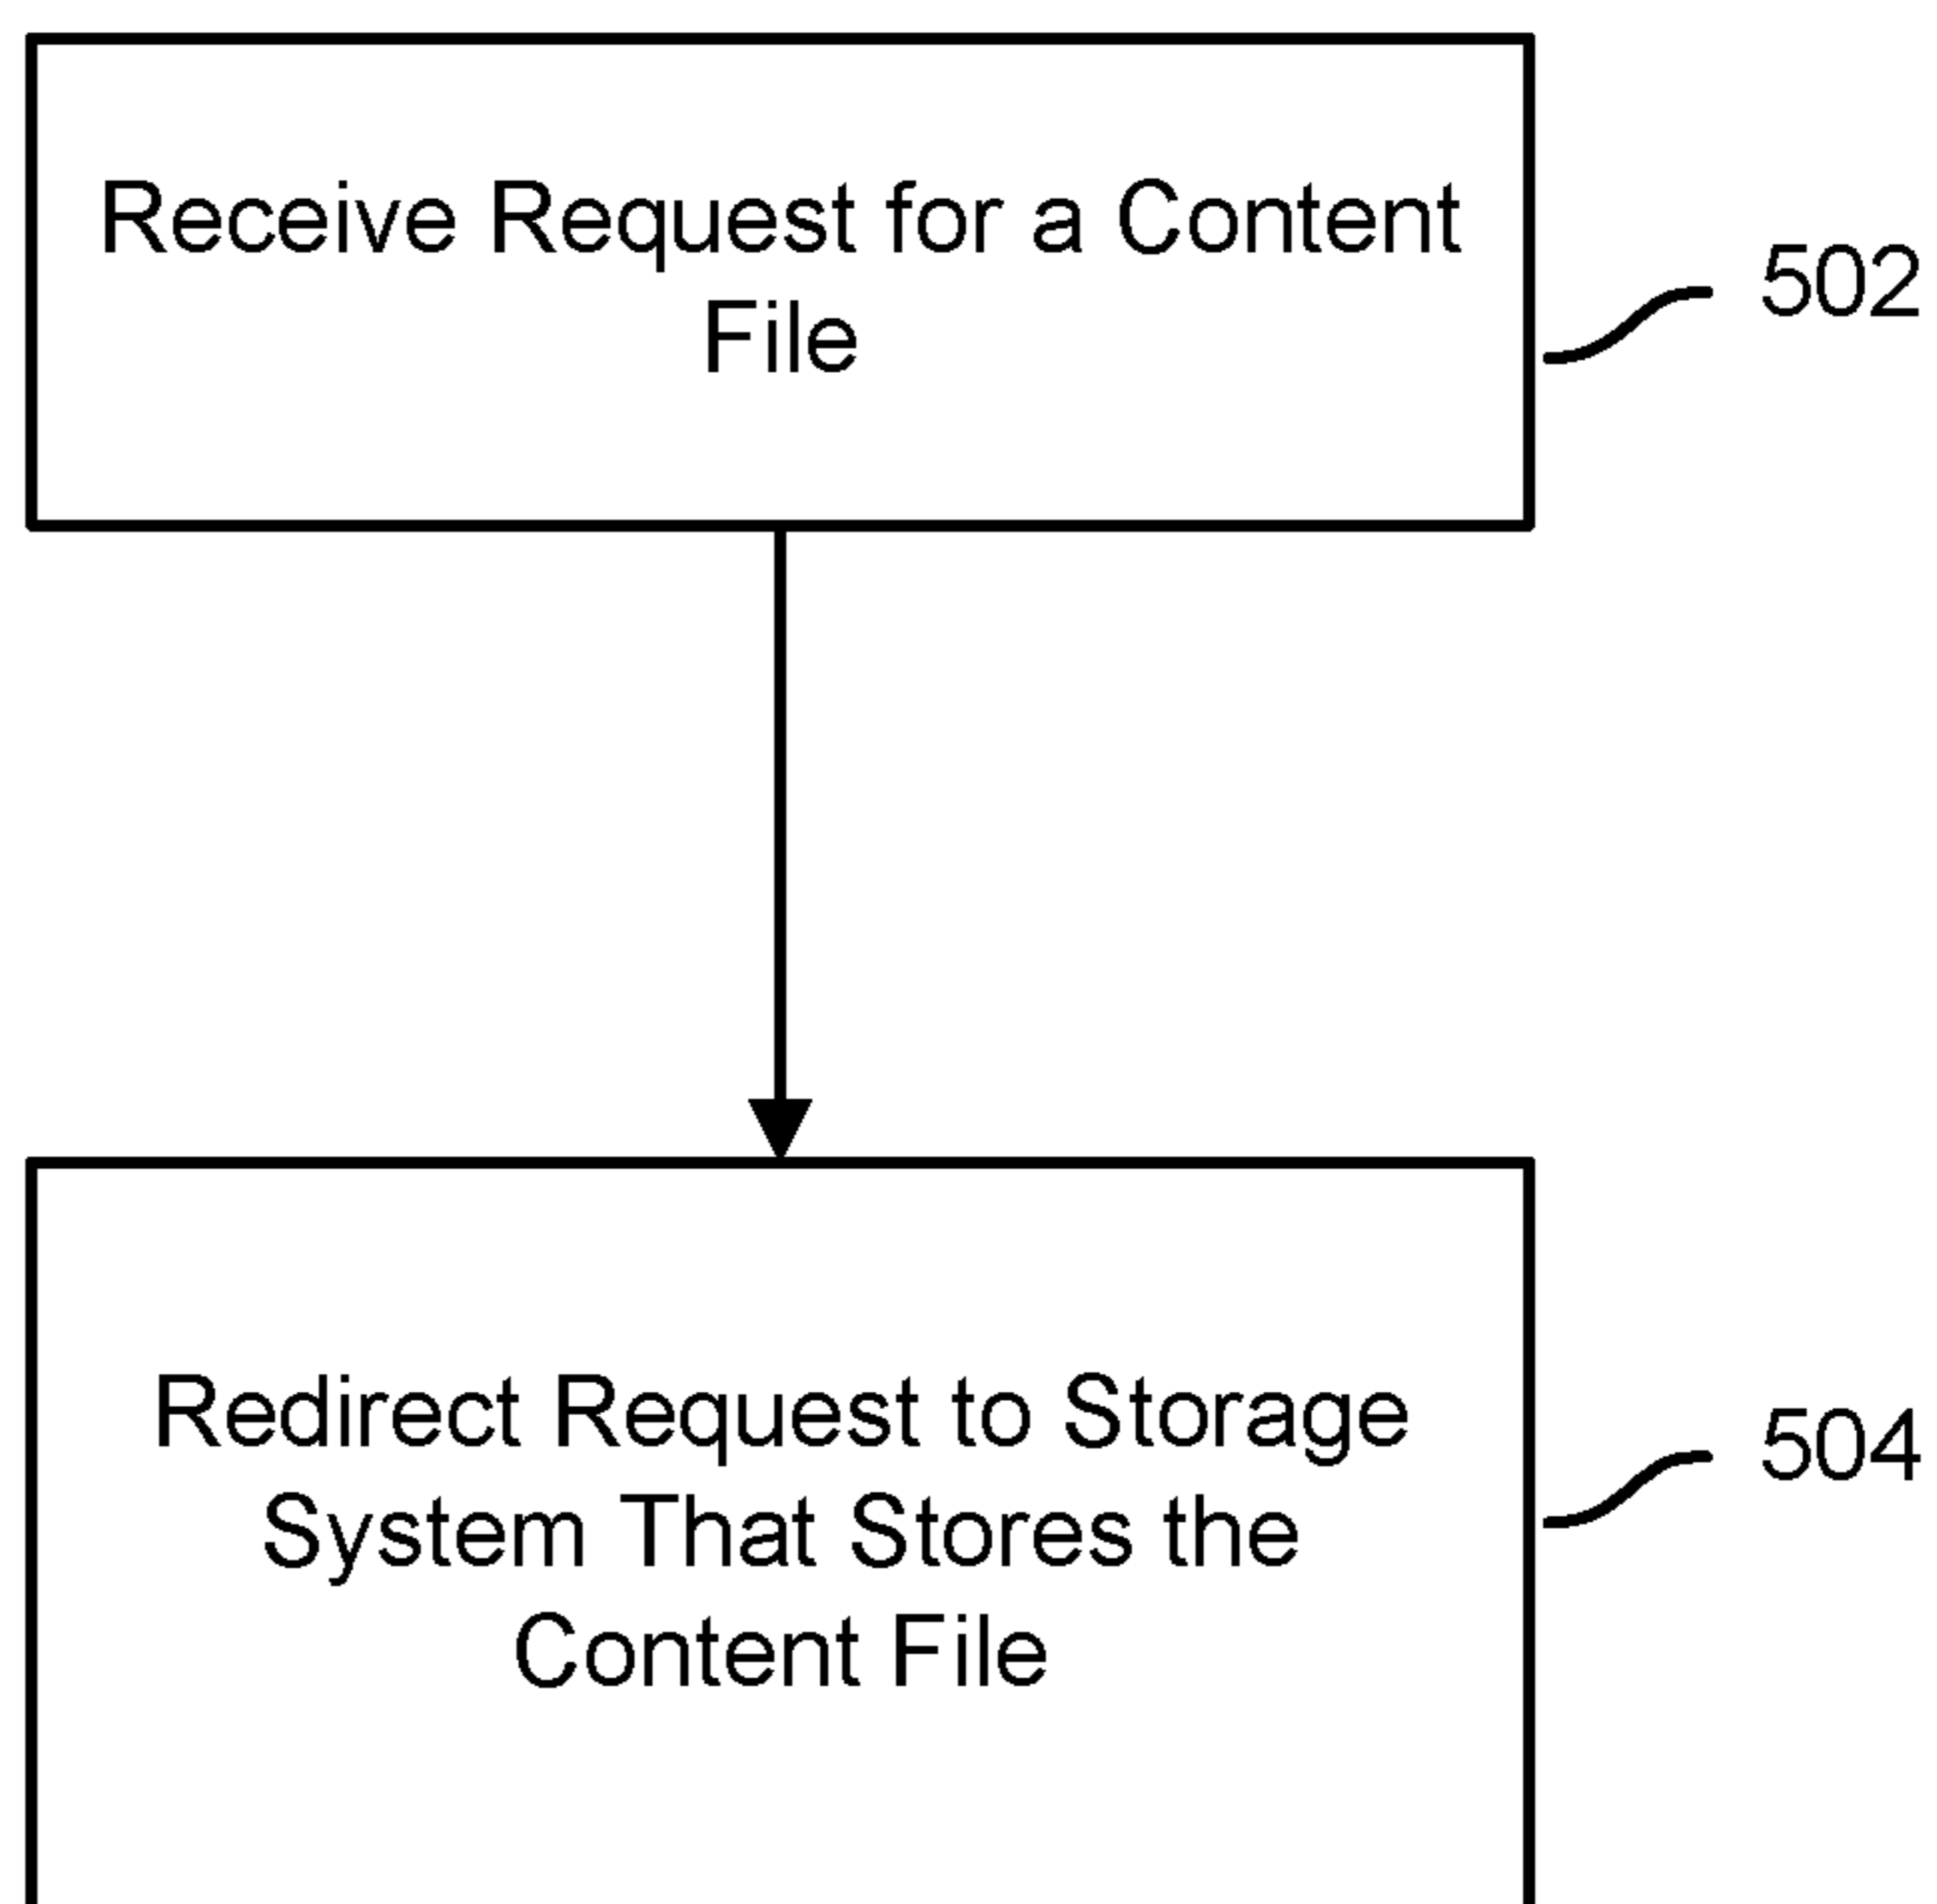 Receive Request for a Content
File
502
Redirect Request to Storage
System That Stores the
Content File
504